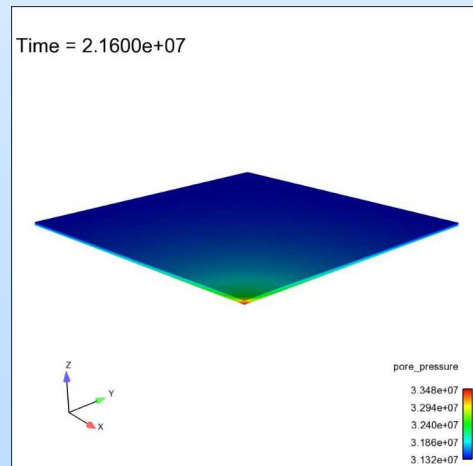 Time = 2.1600e+07
Z
Y
X
pore_pressure
3.348e+07
3.294e+07
3.240e+07
3.186e+07
3.132e+07